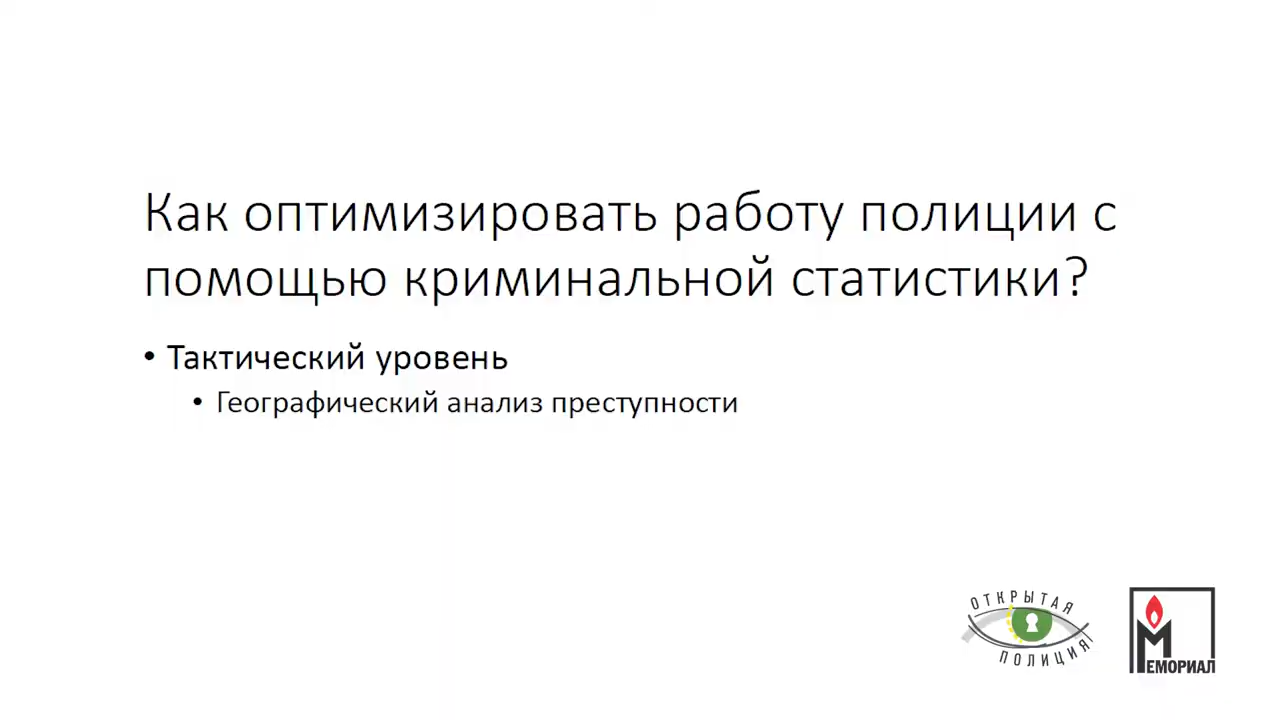 Как оптимизировать работу полиции с
помощью криминальной статистики?
• Тактический уровень
• Географический анализ преступности
ОТКРЫТАЯ
ПОЛИЦИЯ
МЕМОРИАЛ